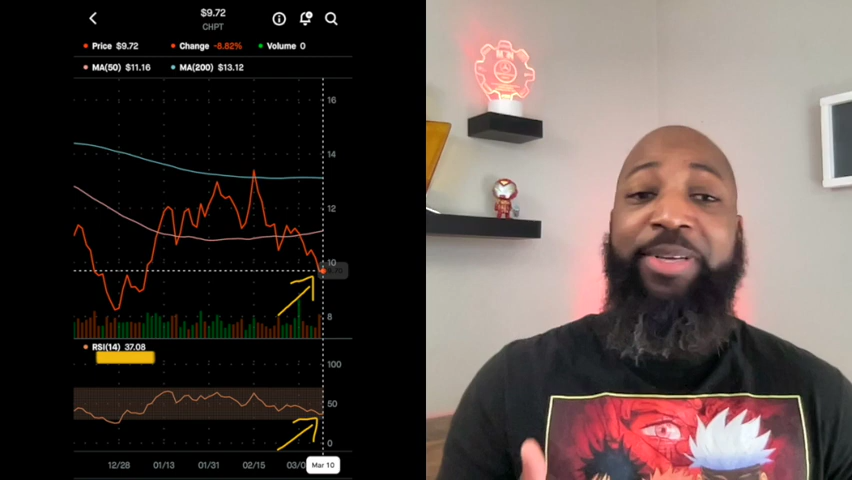 $9.72
CHPT
Price $9.72 Change -8.82% Volume 0
MA(50) $11.16 MA(200) $13.12
16
14
12
10
8
RSI(14) 37.08
100
50
0
12/28 01/13 01/31 02/15 03/0 Mar 10